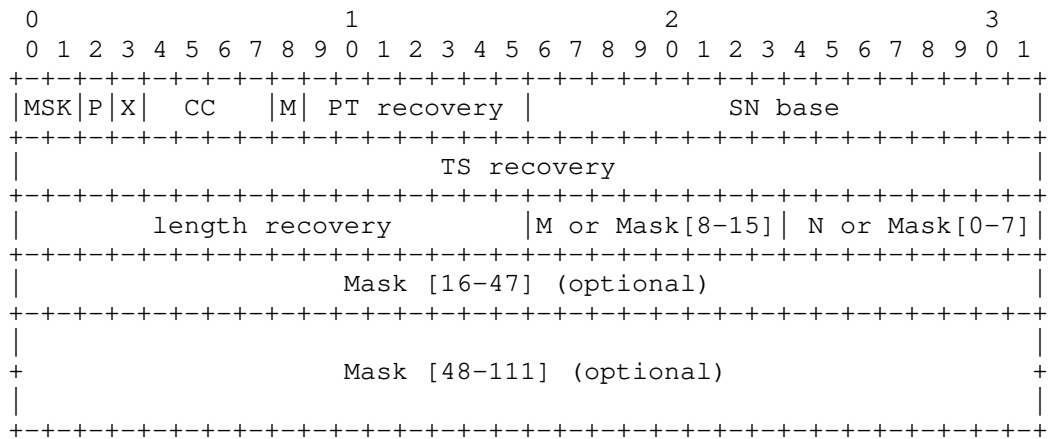 0                   1                   2                   3
 0 1 2 3 4 5 6 7 8 9 0 1 2 3 4 5 6 7 8 9 0 1 2 3 4 5 6 7 8 9 0 1
+-+-+-+-+-+-+-+-+-+-+-+-+-+-+-+-+-+-+-+-+-+-+-+-+-+-+-+-+-+-+-+-+
|MSK|P|X|  CC   |M| PT recovery |            SN base            |
+-+-+-+-+-+-+-+-+-+-+-+-+-+-+-+-+-+-+-+-+-+-+-+-+-+-+-+-+-+-+-+-+
|                          TS recovery                          |
+-+-+-+-+-+-+-+-+-+-+-+-+-+-+-+-+-+-+-+-+-+-+-+-+-+-+-+-+-+-+-+-+
|        length recovery        |M or Mask[8-15]| N or Mask[0-7]|
+-+-+-+-+-+-+-+-+-+-+-+-+-+-+-+-+-+-+-+-+-+-+-+-+-+-+-+-+-+-+-+-+
|                    Mask [16-47] (optional)                    |
+-+-+-+-+-+-+-+-+-+-+-+-+-+-+-+-+-+-+-+-+-+-+-+-+-+-+-+-+-+-+-+-+
|                                                               |
+                    Mask [48-111] (optional)                   +
|                                                               |
+-+-+-+-+-+-+-+-+-+-+-+-+-+-+-+-+-+-+-+-+-+-+-+-+-+-+-+-+-+-+-+-+